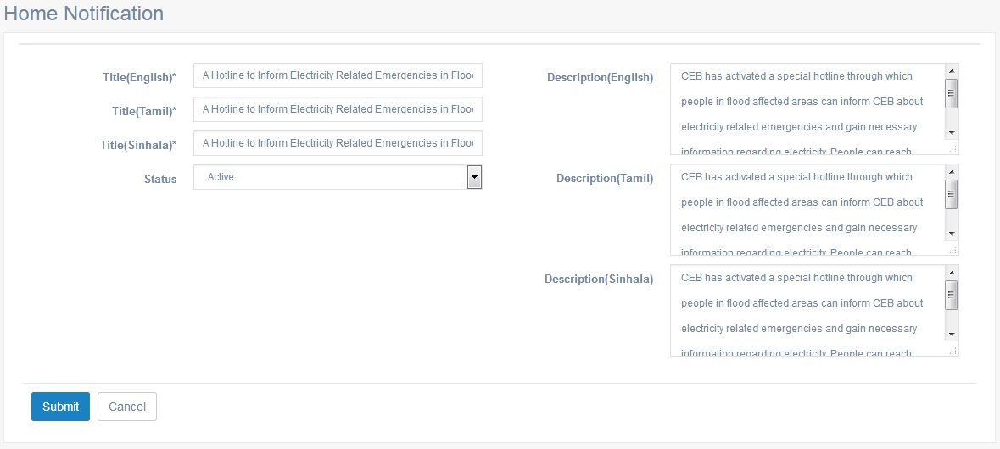 Home Notification
Title(English)*
A Hotline to Inform Electricity Related Emergencies in Floo
Title(Tamil)*
A Hotline to Inform Electricity Related Emergencies in Floo
Title(Sinhala)*
A Hotline to Inform Electricity Related Emergencies in Floo
Status
Active
Description(English)
CEB has activated a special hotline through which
people in flood affected areas can inform CEB about
electricity related emergencies and gain necessary
information regarding electricity. People can reach
Description(Tamil)
CEB has activated a special hotline through which
people in flood affected areas can inform CEB about
electricity related emergencies and gain necessary
information regarding electricity. People can reach
Description(Sinhala)
CEB has activated a special hotline through which
people in flood affected areas can inform CEB about
electricity related emergencies and gain necessary
information regarding electricity. People can reach
Submit
Cancel